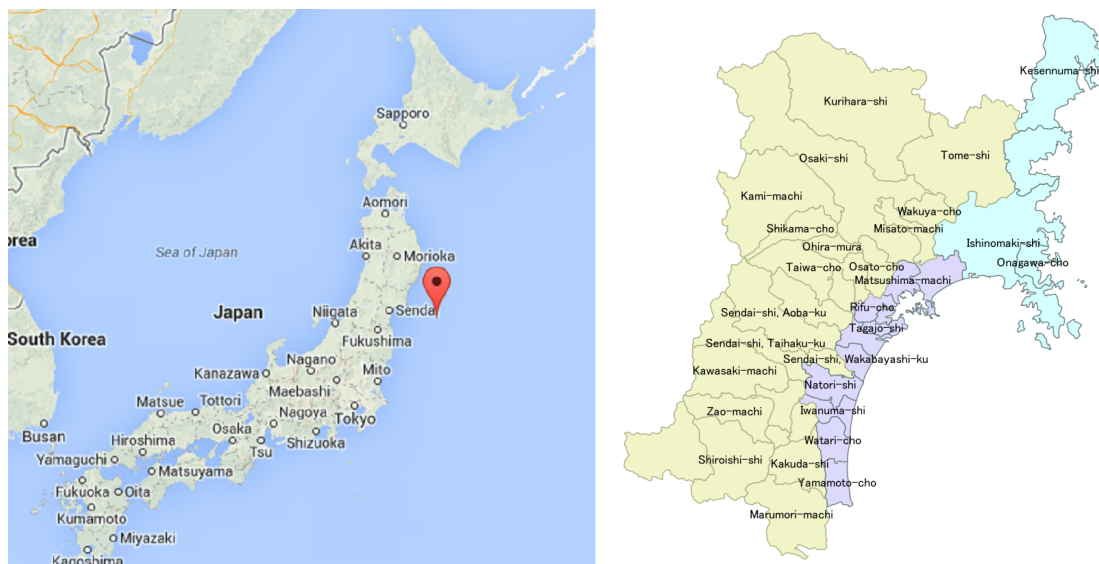 Sapporo
Aomori
Akita
Morioka
orea
Sea of Japan
Japan
Niigata
Sendai
South Korea
Fukushima
Nagano
Kanazawa
Mito
Maebashi
Matsue
Tottori
Nagoya
Tokyo
Busan
Hiroshima
Osaka
Tsu
Shizuoka
Yamaguchi
Matsuyama
Fukuoka
Oita
Kumamoto
Miyazaki
Kagoshima
Kesennuma-shi
Kurihara-shi
Osaki-shi
Tome-shi
Kami-machi
Wakuya-cho
Shikama-cho
Misato-machi
Ohira-mura
Ishinomaki-shi
Taiwa-cho
Osato-cho
Onagawa-cho
Matsushima-machi
Sendai-shi, Aoba-ku
Rifu-cho
Tagajo-shi
Sendai-shi, Taihaku-ku
Sendai-shi, Wakabayashi-ku
Kawasaki-machi
Natori-shi
Zao-machi
Iwanuma-shi
Watari-cho
Shiroishi-shi
Kakuda-shi
Yamamoto-cho
Marumori-machi